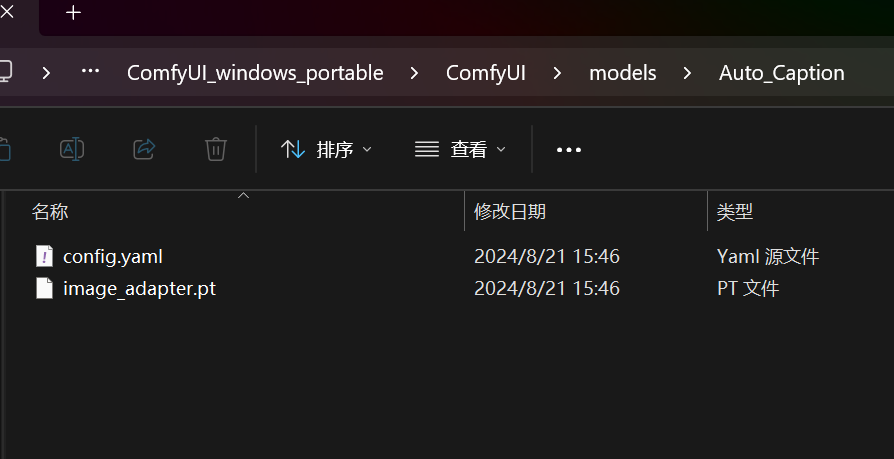 ComfyUI_windows_portable > ComfyUI > models > Auto_Caption
排序 查看
名称 修改日期 类型
config.yaml 2024/8/21 15:46 Yaml 源文件
image_adapter.pt 2024/8/21 15:46 PT 文件